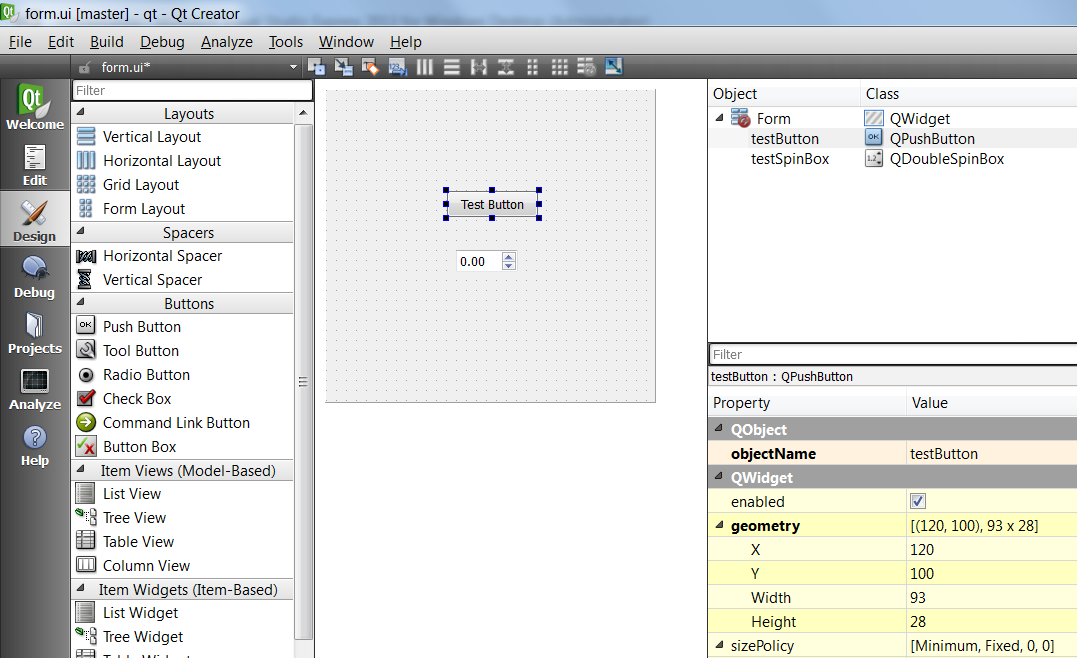 form.ui [master] - qt - Qt Creator
File Edit Build Debug Analyze Tools Window Help
form.ui*
Qt
Welcome
Edit
Design
Debug
Projects
Analyze
Help
Filter
Layouts
Vertical Layout
Horizontal Layout
Grid Layout
Form Layout
Spacers
Horizontal Spacer
Vertical Spacer
Buttons
OK Push Button
Tool Button
Radio Button
Check Box
Command Link Button
Button Box
Item Views (Model-Based)
List View
Tree View
Table View
Column View
Item Widgets (Item-Based)
List Widget
Tree Widget
Test Button
0.00
Object Class
Form QWidget
testButton OK QPushButton
testSpinBox 1.2 QDoubleSpinBox
Filter
testButton : QPushButton
Property Value
QObject
objectName testButton
QWidget
enabled
geometry [(120, 100), 93 x 28]
X 120
Y 100
Width 93
Height 28
sizePolicy [Minimum, Fixed, 0, 0]